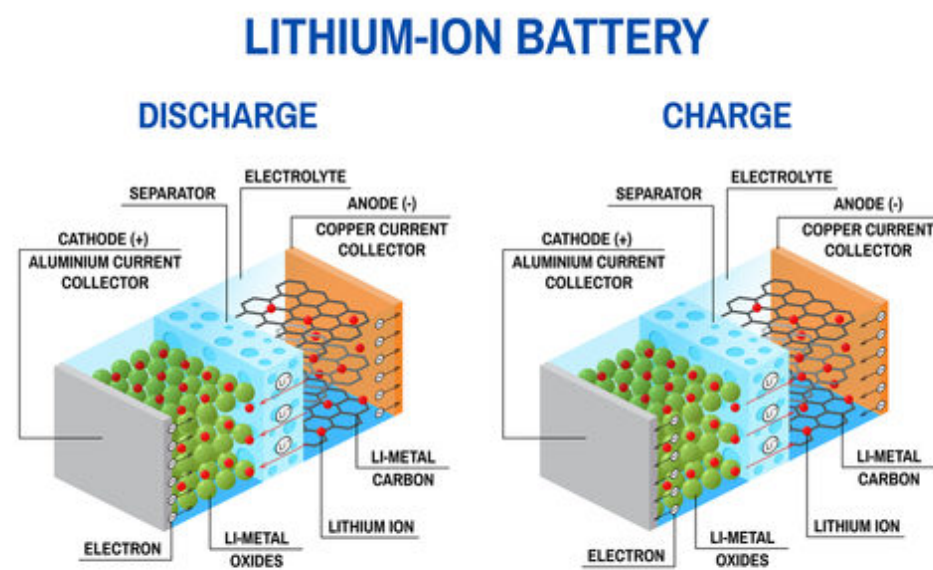 LITHIUM-ION BATTERY
DISCHARGE
ELECTROLYTE
SEPARATOR
ANODE (-)
COPPER CURRENT
COLLECTOR
CATHODE (+)
ALUMINIUM CURRENT
COLLECTOR
LI-METAL
CARBON
LITHIUM ION
ELECTRON
LI-METAL
OXIDES
CHARGE
ELECTROLYTE
SEPARATOR
ANODE (-)
COPPER CURRENT
COLLECTOR
CATHODE (+)
ALUMINIUM CURRENT
COLLECTOR
LI-METAL
CARBON
LITHIUM ION
ELECTRON
LI-METAL
OXIDES